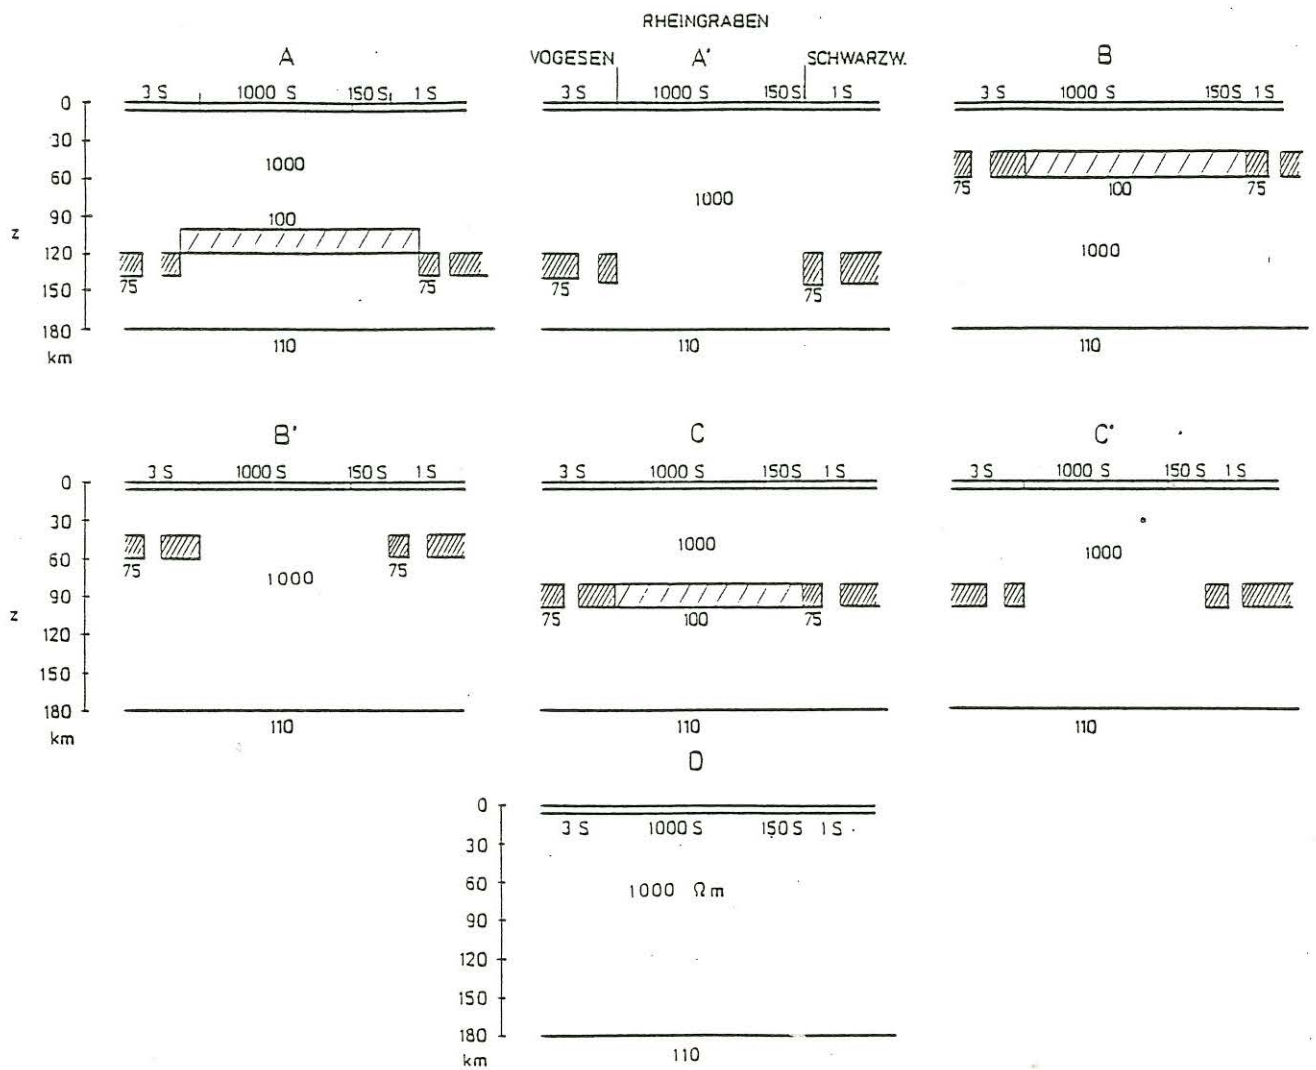 RHEINGRABEN
A
VOGESEN A' SCHWARZW.
B
3 S 1000 S 150 S 1 S
3 S 1000 S 150 S 1 S
3 S 1000 S 150 S 1 S
0
30
60
90
120
150
180
km
z
1000
100
75 75
110
1000
75 75
110
75 100 75
1000
110
B'
C
C'
3 S 1000 S 150 S 1 S
3 S 1000 S 150 S 1 S
3 S 1000 S 150 S 1 S
0
30
60
90
120
150
180
km
z
75 1000 75
110
1000
75 100 75
110
1000
110
D
0
30
60
90
120
150
180
km
3 S 1000 S 150 S 1 S
1000 Ωm
110